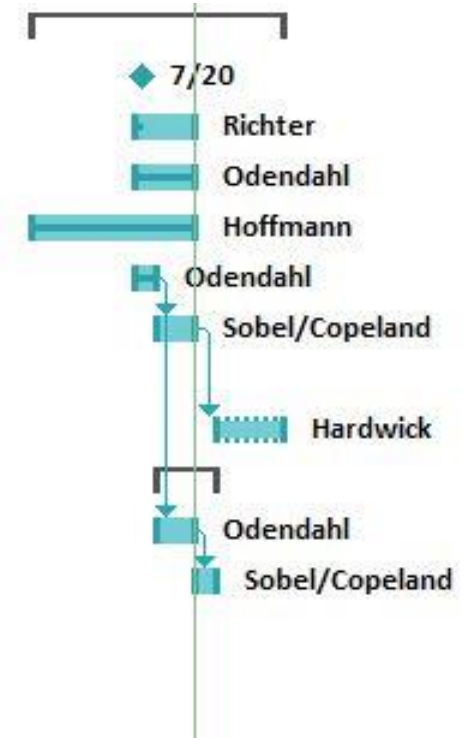 7/20
Richter
Odendahl
Hoffmann
Odendahl
Sobel/Copeland
Hardwick
Odendahl
Sobel/Copeland